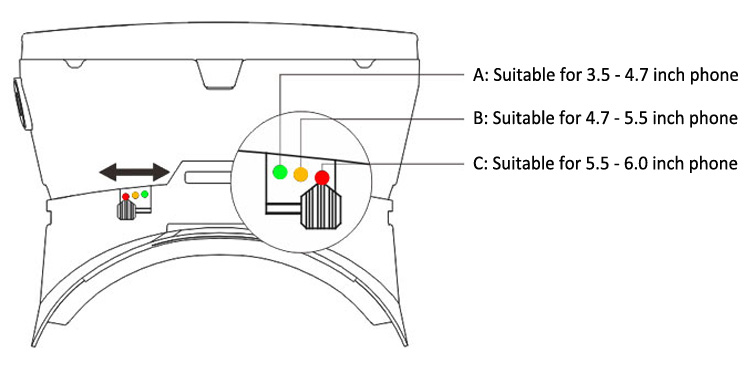 A: Suitable for 3.5 - 4.7 inch phone
B: Suitable for 4.7 - 5.5 inch phone
C: Suitable for 5.5 - 6.0 inch phone